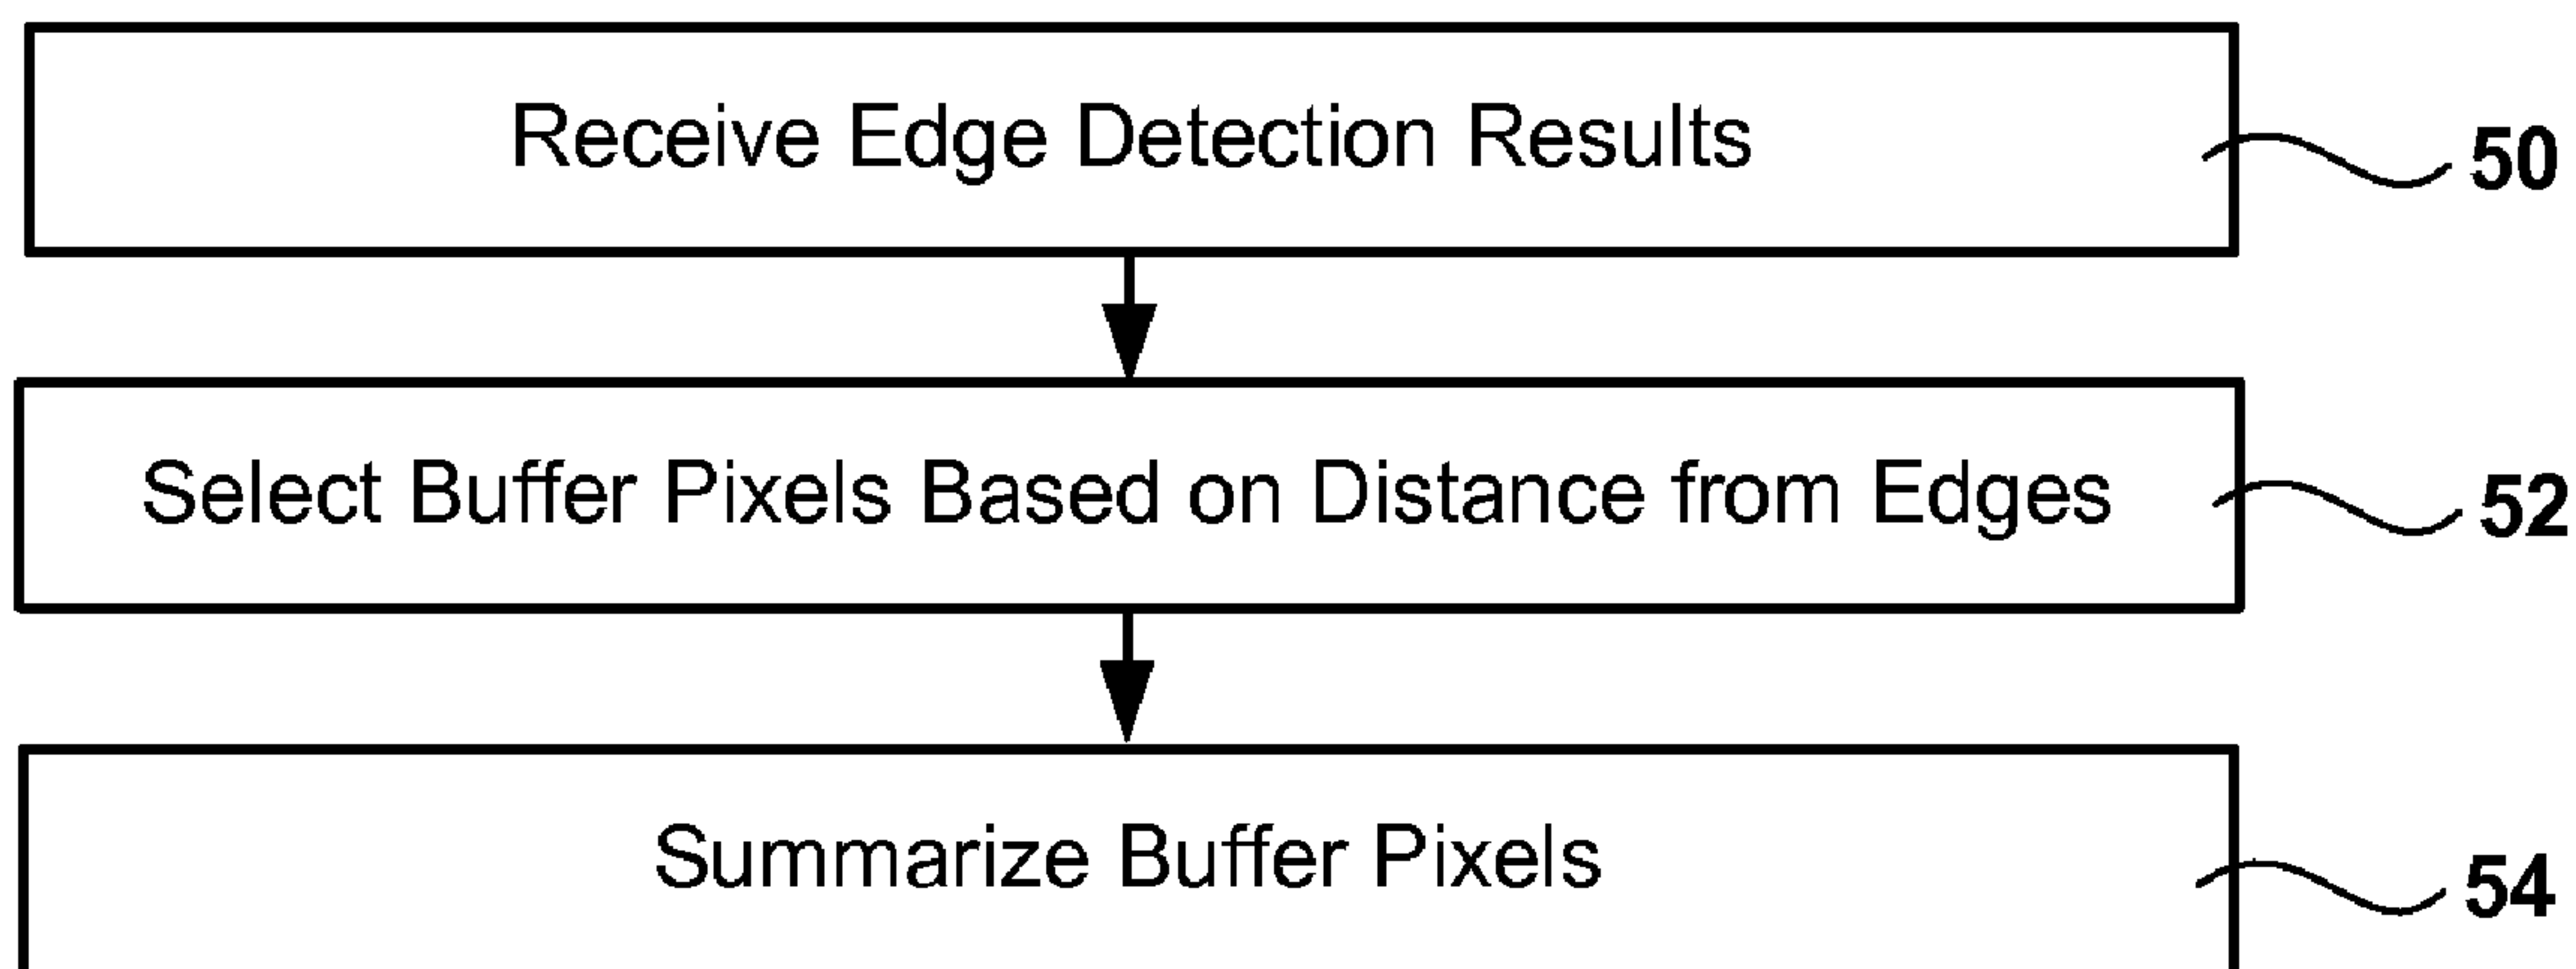 Receive Edge Detection Results
50
Select Buffer Pixels Based on Distance from Edges
52
Summarize Buffer Pixels
54